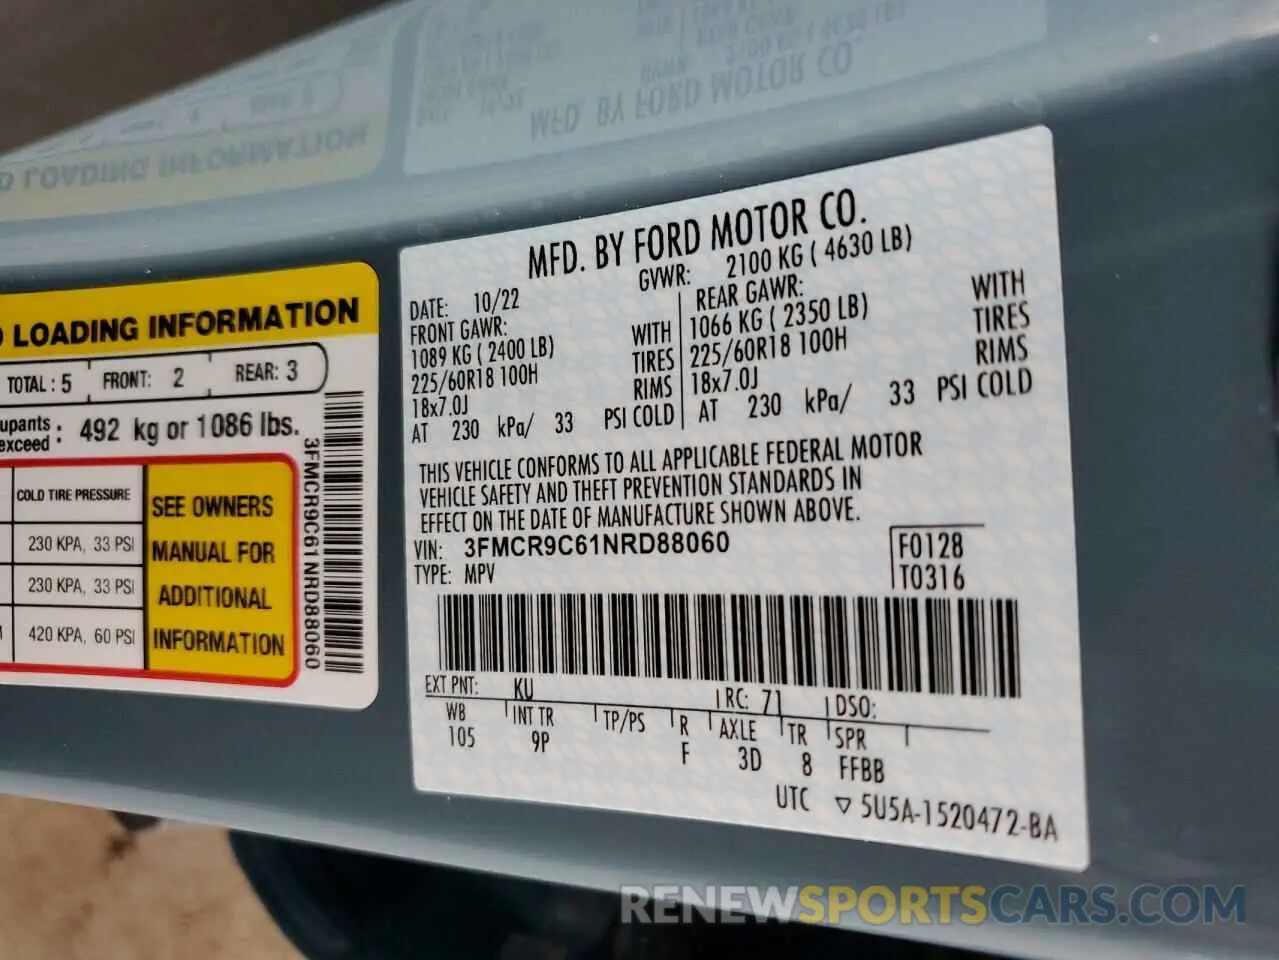 LOADING INFORMATION
TOTAL : 5 FRONT: 2 REAR: 3
upants
exceed : 492 kg or 1086 lbs.
COLD TIRE PRESSURE
230 KPA, 33 PSI
230 KPA, 33 PSI
420 KPA, 60 PSI
SEE OWNERS
MANUAL FOR
ADDITIONAL
INFORMATION
3FMCR9C61NRD88060
MFD. BY FORD MOTOR CO.
DATE: 10/22 GVWR: 2100 KG ( 4630 LB)
FRONT GAWR: REAR GAWR:
1089 KG ( 2400 LB) WITH 1066 KG ( 2350 LB) WITH
225/60R18 100H TIRES 225/60R18 100H TIRES
18x7.0J RIMS 18x7.0J RIMS
AT 230 kPa/ 33 PSI COLD AT 230 kPa/ 33 PSI COLD
THIS VEHICLE CONFORMS TO ALL APPLICABLE FEDERAL MOTOR
VEHICLE SAFETY AND THEFT PREVENTION STANDARDS IN
EFFECT ON THE DATE OF MANUFACTURE SHOWN ABOVE.
VIN: 3FMCR9C61NRD88060 F0128
TYPE: MPV T0316
EXT PNT: KU RC: 71 DSO:
WB INT TR TP/PS R AXLE TR SPR
105 9P F 3D 8 FFBB
UTC ▽ 5U5A-1520472-BA
RENEWSPORTSCARS.COM